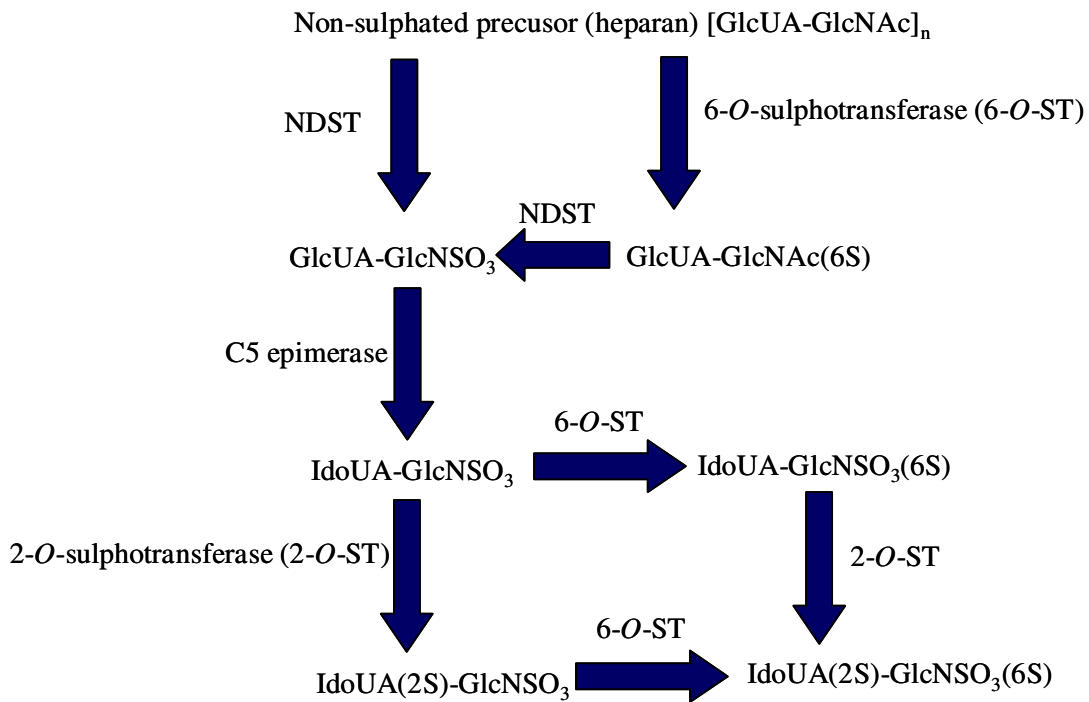 Non-sulphated precusor (heparan) [GlcUA-GlcNAc]n
NDST
6-O-sulphotransferase (6-O-ST)
NDST
GlcUA-GlcNSO3
GlcUA-GlcNAc(6S)
C5 epimerase
6-O-ST
IdoUA-GlcNSO3
IdoUA-GlcNSO3(6S)
2-O-sulphotransferase (2-O-ST)
2-O-ST
6-O-ST
IdoUA(2S)-GlcNSO3
IdoUA(2S)-GlcNSO3(6S)